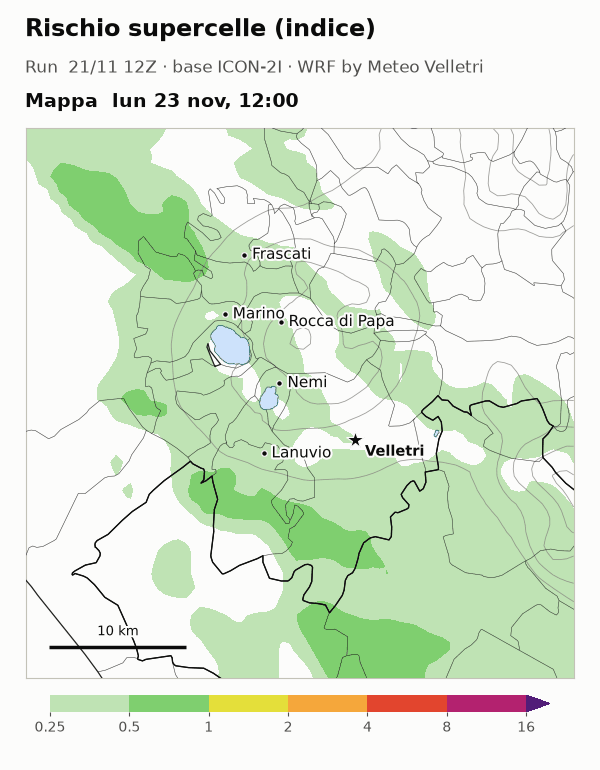 Rischio supercelle (indice)
Run  21/11 12Z · base ICON-2I · WRF by Meteo Velletri
Mappa  lun 23 nov, 12:00
Frascati
Marino
Rocca di Papa
Nemi
Velletri
Lanuvio
10 km
0.25 0.5 1 2 4 8 16